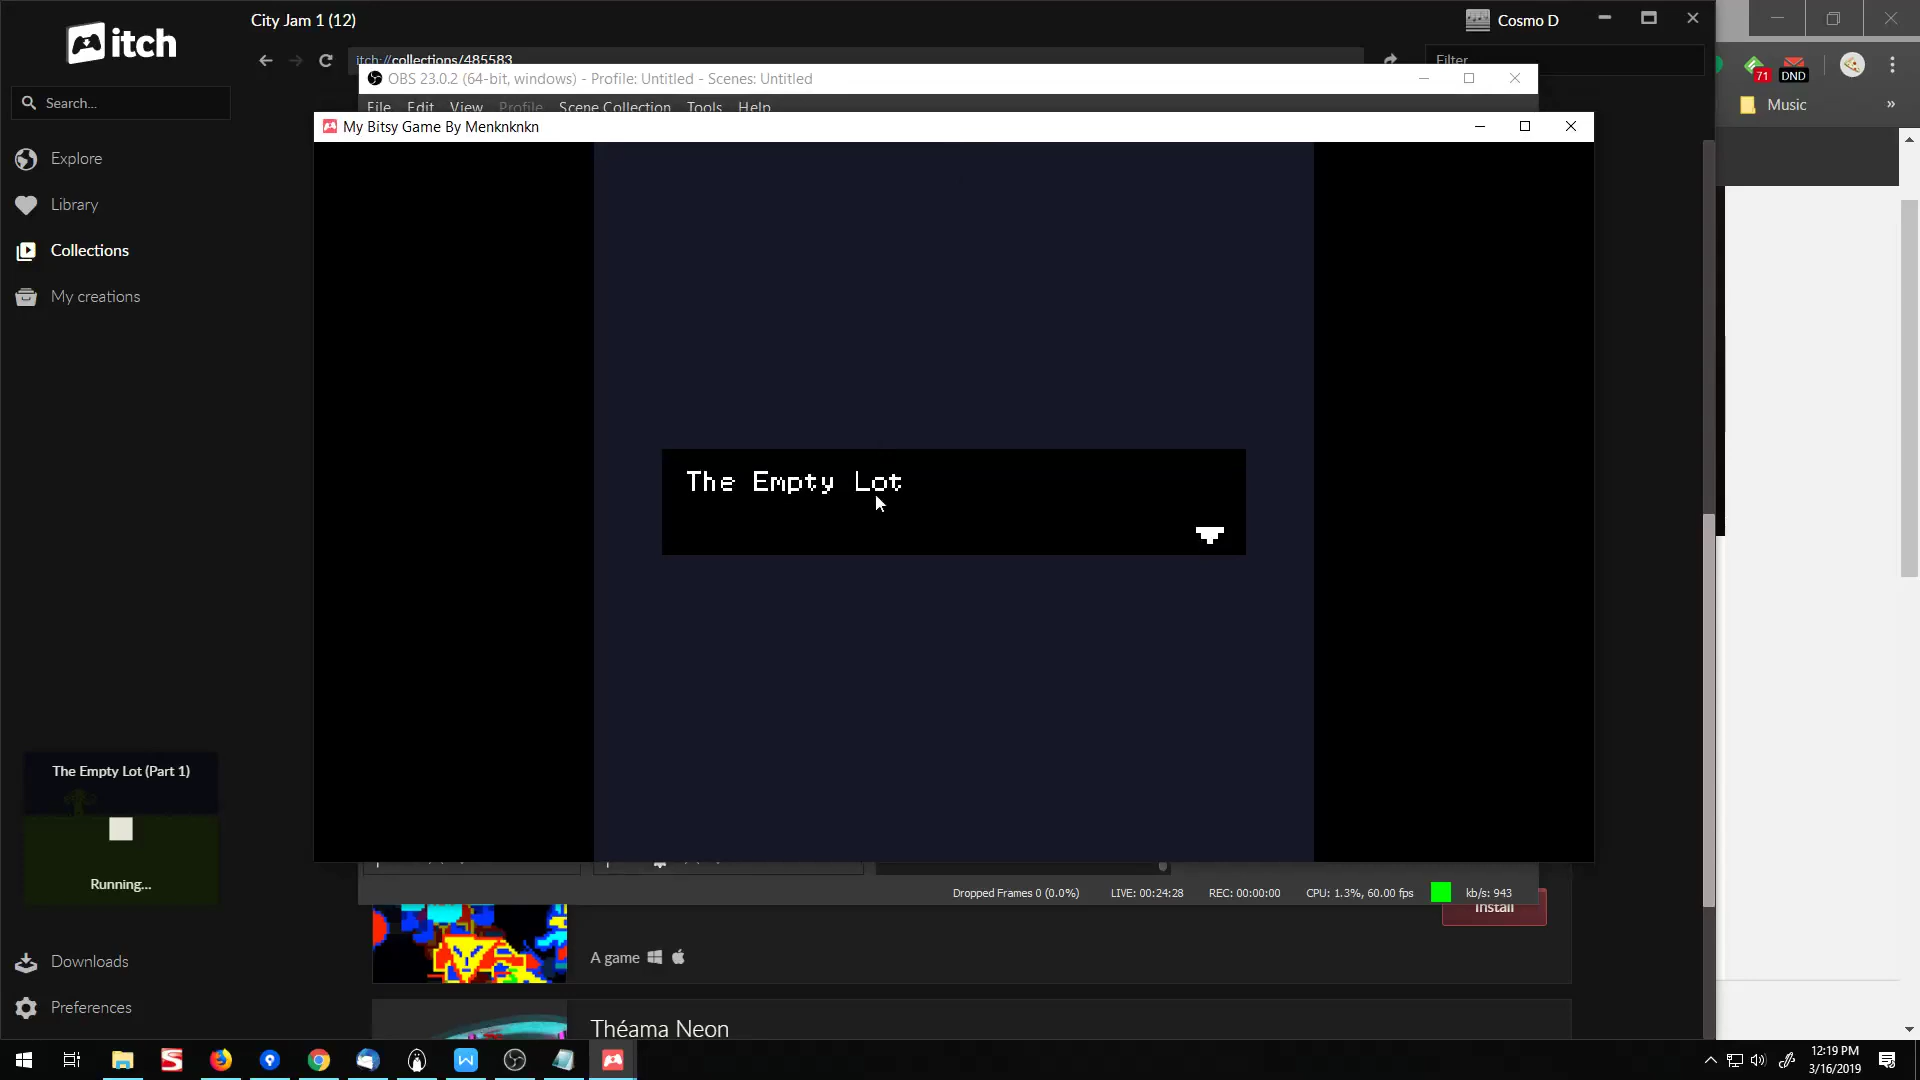 itch
City Jam 1 (12)
Cosmo D
itch://collections/485583
Filter
Search...
OBS 23.0.2 (64-bit, windows) - Profile: Untitled - Scenes: Untitled
71
DND
File Edit View Profile Scene Collection Tools Help
Music
»
My Bitsy Game By Menknknkn
Explore
Library
Collections
My creations
The Empty Lot
The Empty Lot (Part 1)
Running...
Dropped Frames 0 (0.0%) LIVE: 00:24:28 REC: 00:00:00 CPU: 1.3%, 60.00 fps kb/s: 943
Install
A game
Downloads
Preferences
Théama Neon
12:19 PM
3/16/2019